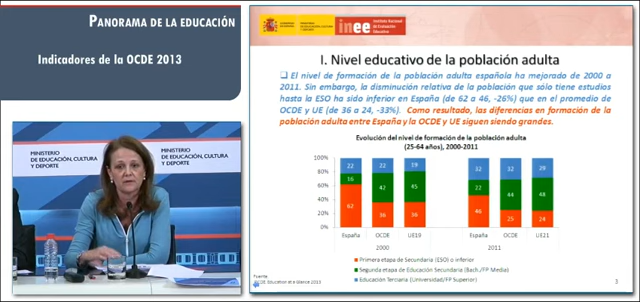 PANORAMA DE LA EDUCACIÓN
Indicadores de la OCDE 2013
MINISTERIO
DE EDUCACIÓN, CULTURA
Y DEPORTE
MINISTERIO
DE EDUCACIÓN, CULTURA
Y DEPORTE
inee
Instituto Nacional
de Evaluación
Educativa
I. Nivel educativo de la población adulta
El nivel de formación de la población adulta española ha mejorado de 2000 a
2011. Sin embargo, la disminución relativa de la población que sólo tiene estudios
hasta la ESO ha sido inferior en España (de 62 a 46, -26%) que en el promedio de
OCDE y UE (de 36 a 24, -33%). Como resultado, las diferencias en formación de la
población adulta entre España y la OCDE y UE siguen siendo grandes.
Evolución del nivel de formación de la población adulta
(25-64 años), 2000-2011
100%
80%
60%
40%
20%
0%
22 22 19 32 32 29
16 42 45 22 44 48
62 36 36 46 25 24
España OCDE UE19 España OCDE UE21
2000 2011
Primera etapa de Secundaria (ESO) o inferior
Segunda etapa de Educación Secundaria (Bach./FP Media)
Educación Terciaria (Universidad/FP Superior)
Fuente
OCDE. Education at a Glance 2013
3